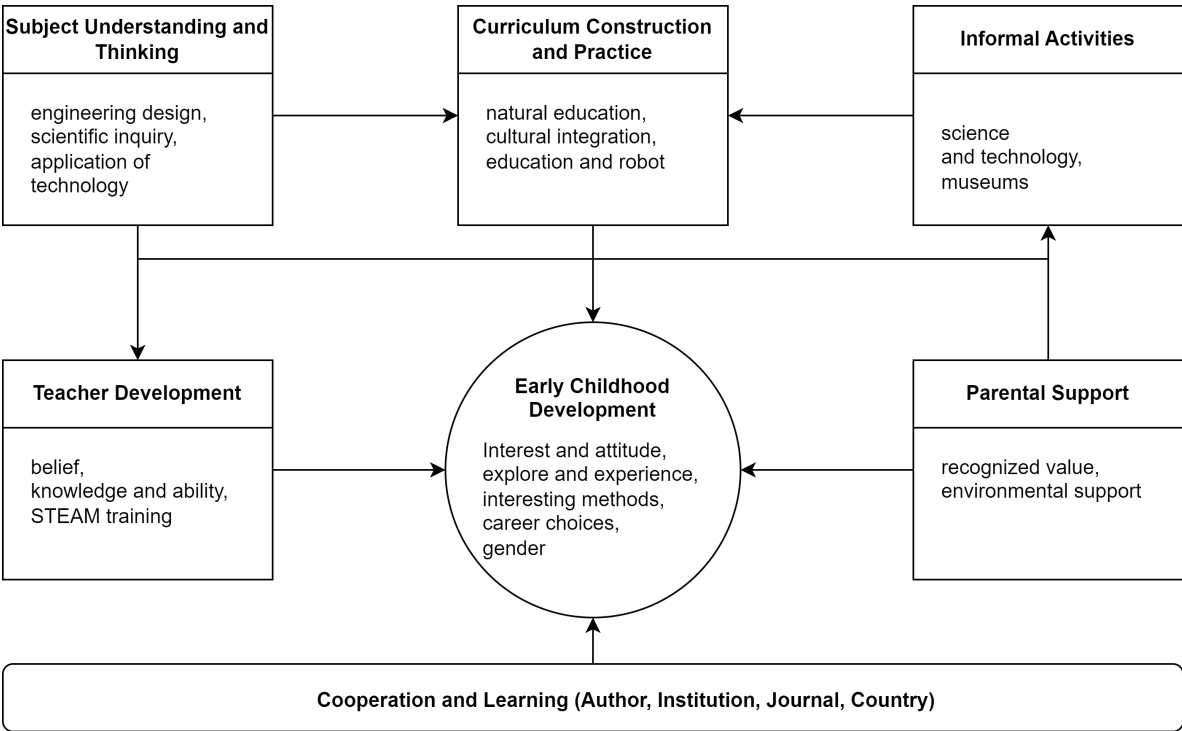 Subject Understanding and
Thinking
engineering design,
scientific inquiry,
application of
technology
Curriculum Construction
and Practice
natural education,
cultural integration,
education and robot
Informal Activities
science
and technology,
museums
Teacher Development
belief,
knowledge and ability,
STEAM training
Early Childhood
Development
Interest and attitude,
explore and experience,
interesting methods,
career choices,
gender
Parental Support
recognized value,
environmental support
Cooperation and Learning (Author, Institution, Journal, Country)